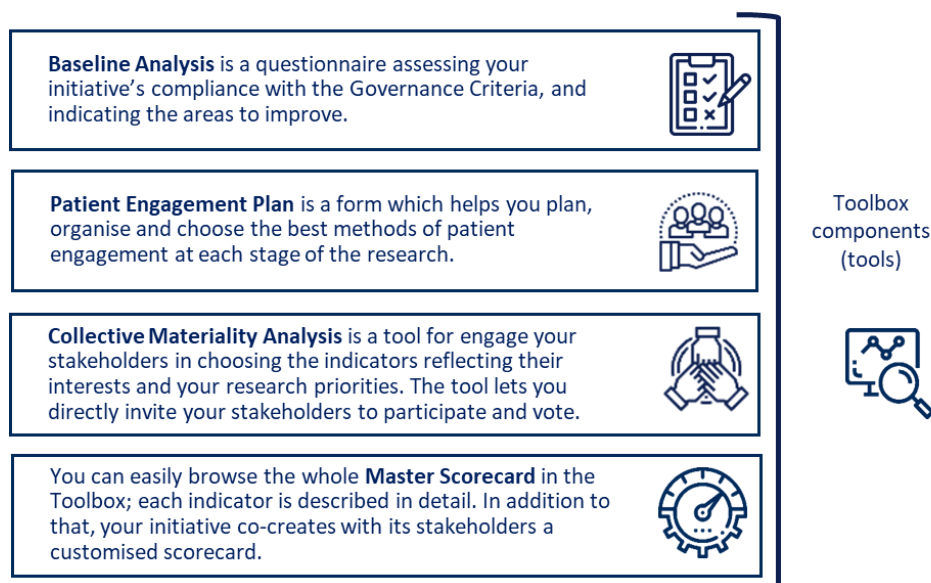 Baseline Analysis is a questionnaire assessing your
initiative's compliance with the Governance Criteria, and
indicating the areas to improve.
Patient Engagement Plan is a form which helps you plan,
organise and choose the best methods of patient
engagement at each stage of the research.
Collective Materiality Analysis is a tool for engage your
stakeholders in choosing the indicators reflecting their
interests and your research priorities. The tool lets you
directly invite your stakeholders to participate and vote.
You can easily browse the whole Master Scorecard in the
Toolbox; each indicator is described in detail. In addition to
that, your initiative co-creates with its stakeholders a
customised scorecard.
Toolbox
components
(tools)